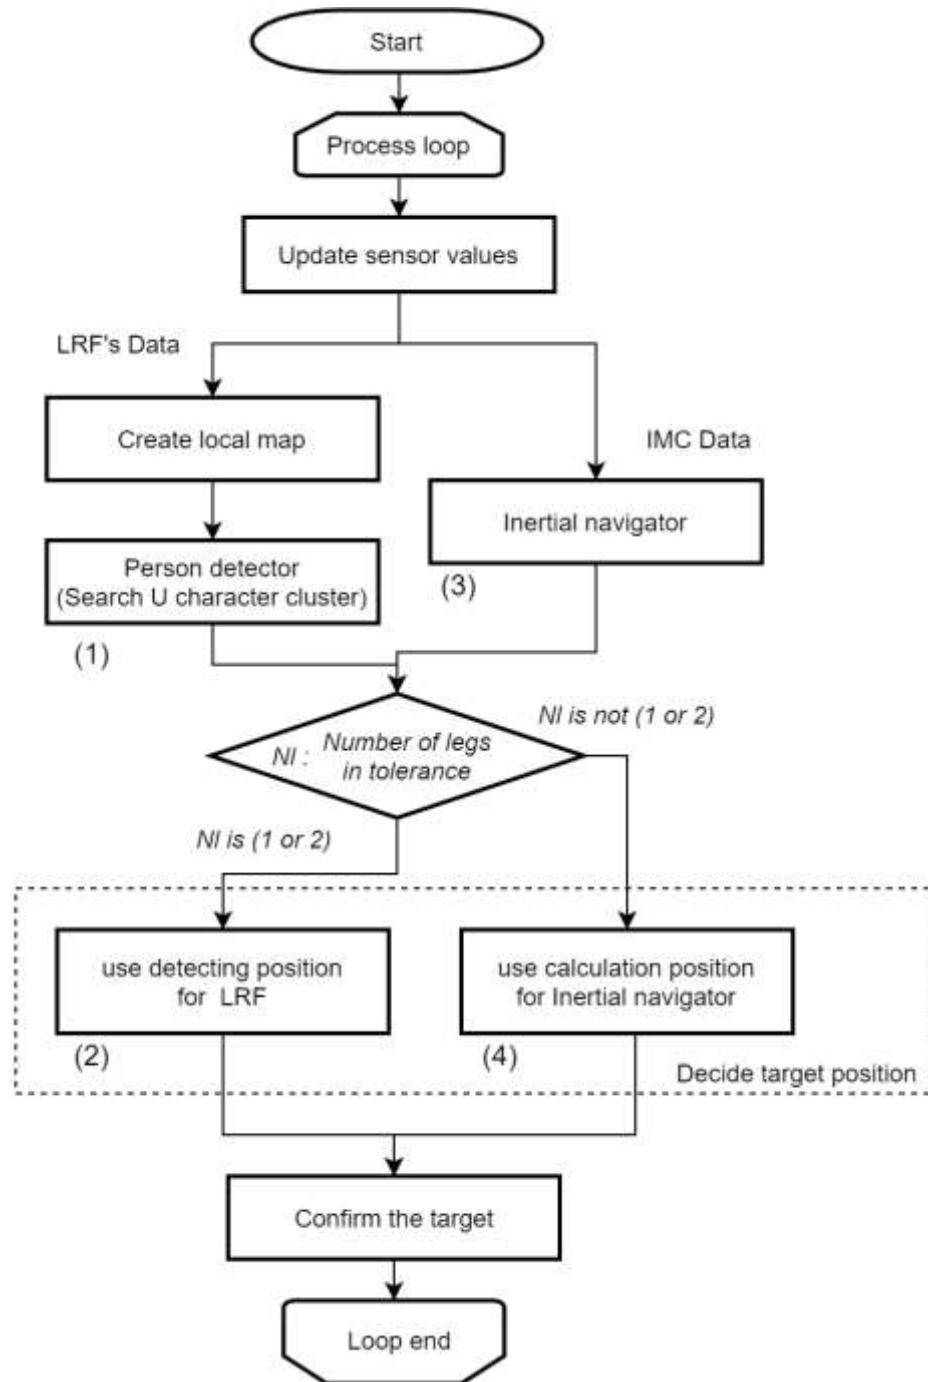 Start
Process loop
Update sensor values
LRF's Data
Create local map
IMC Data
Inertial navigator
(3)
Person detector
(Search U character cluster)
(1)
Nl is not (1 or 2)
Nl :
Number of legs
in tolerance
Nl is (1 or 2)
use detecting position
for LRF
(2)
use calculation position
for Inertial navigator
(4)
Decide target position
Confirm the target
Loop end